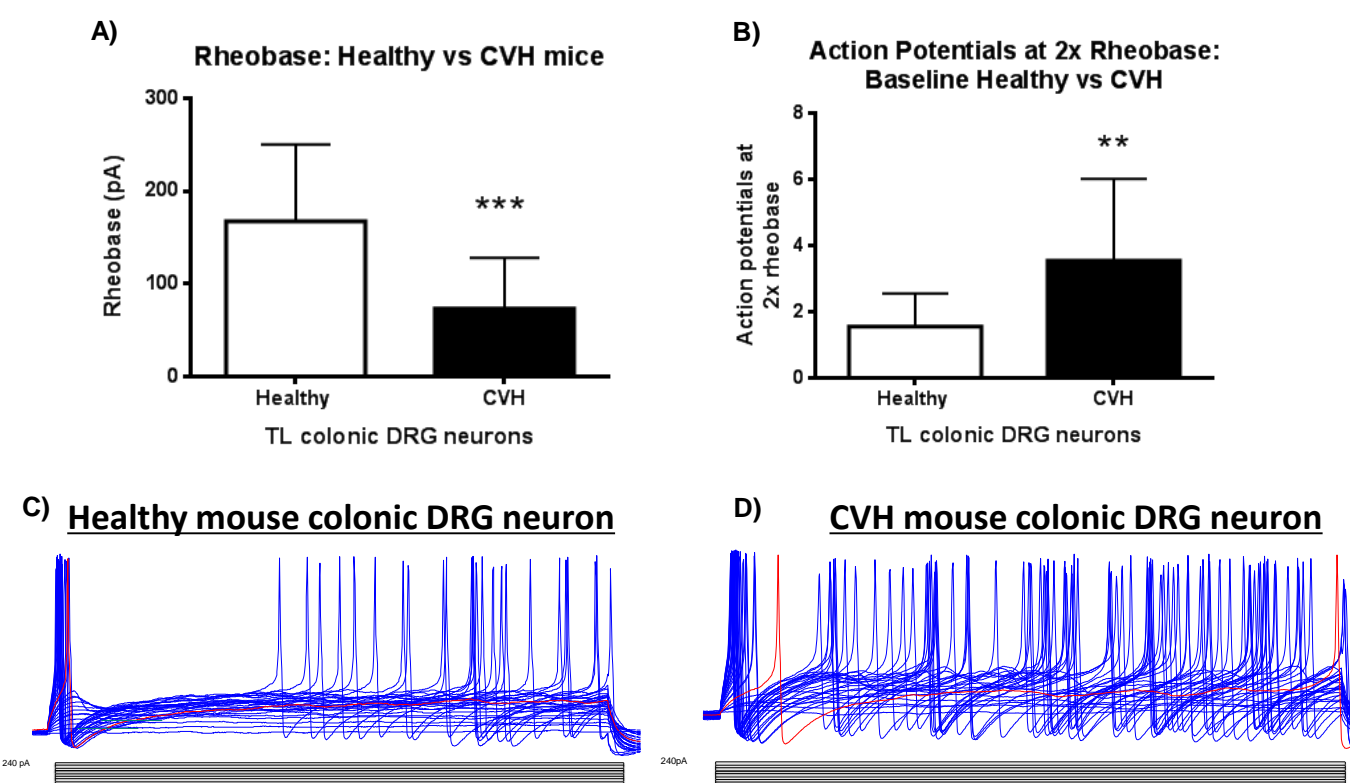 A)
Rheobase: Healthy vs CVH mice
300
200
100
0
Rheobase (pA)
***
Healthy
CVH
TL colonic DRG neurons
B)
Action Potentials at 2x Rheobase:
Baseline Healthy vs CVH
8
6
4
2
0
Action potentials at
2x rheobase
**
Healthy
CVH
TL colonic DRG neurons
C)
Healthy mouse colonic DRG neuron
240 pA
D)
CVH mouse colonic DRG neuron
240pA